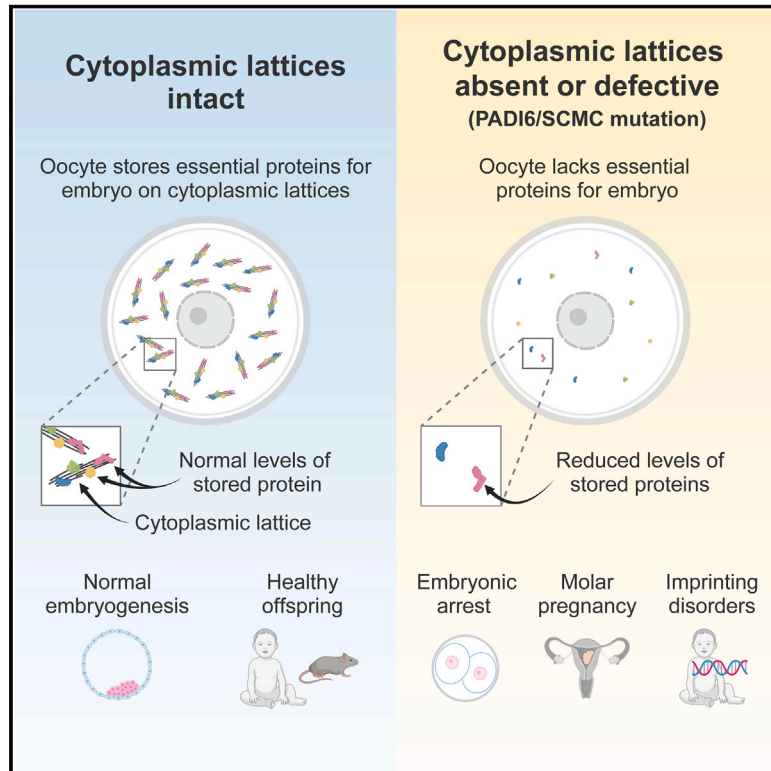 Cytoplasmic lattices
intact
Oocyte stores essential proteins for
embryo on cytoplasmic lattices
Normal levels of
stored protein
Cytoplasmic lattice
Normal
embryogenesis
Healthy
offspring
Cytoplasmic lattices
absent or defective
(PADI6/SCMC mutation)
Oocyte lacks essential
proteins for embryo
Reduced levels of
stored proteins
Embryonic
arrest
Molar
pregnancy
Imprinting
disorders